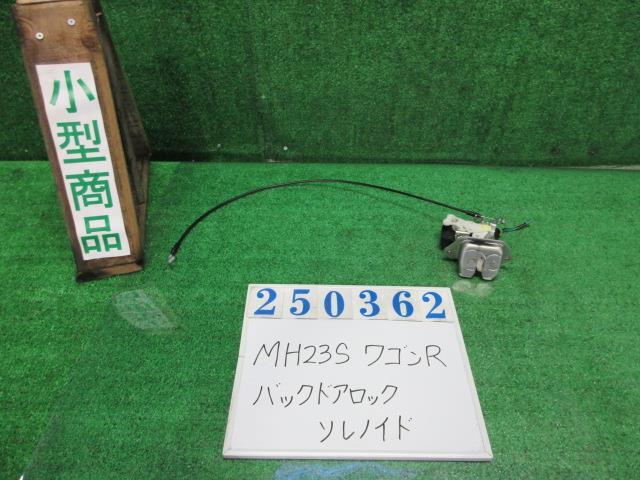 小型商品
250362
MH23S ワゴンR
バックドアロック
ソレノイド